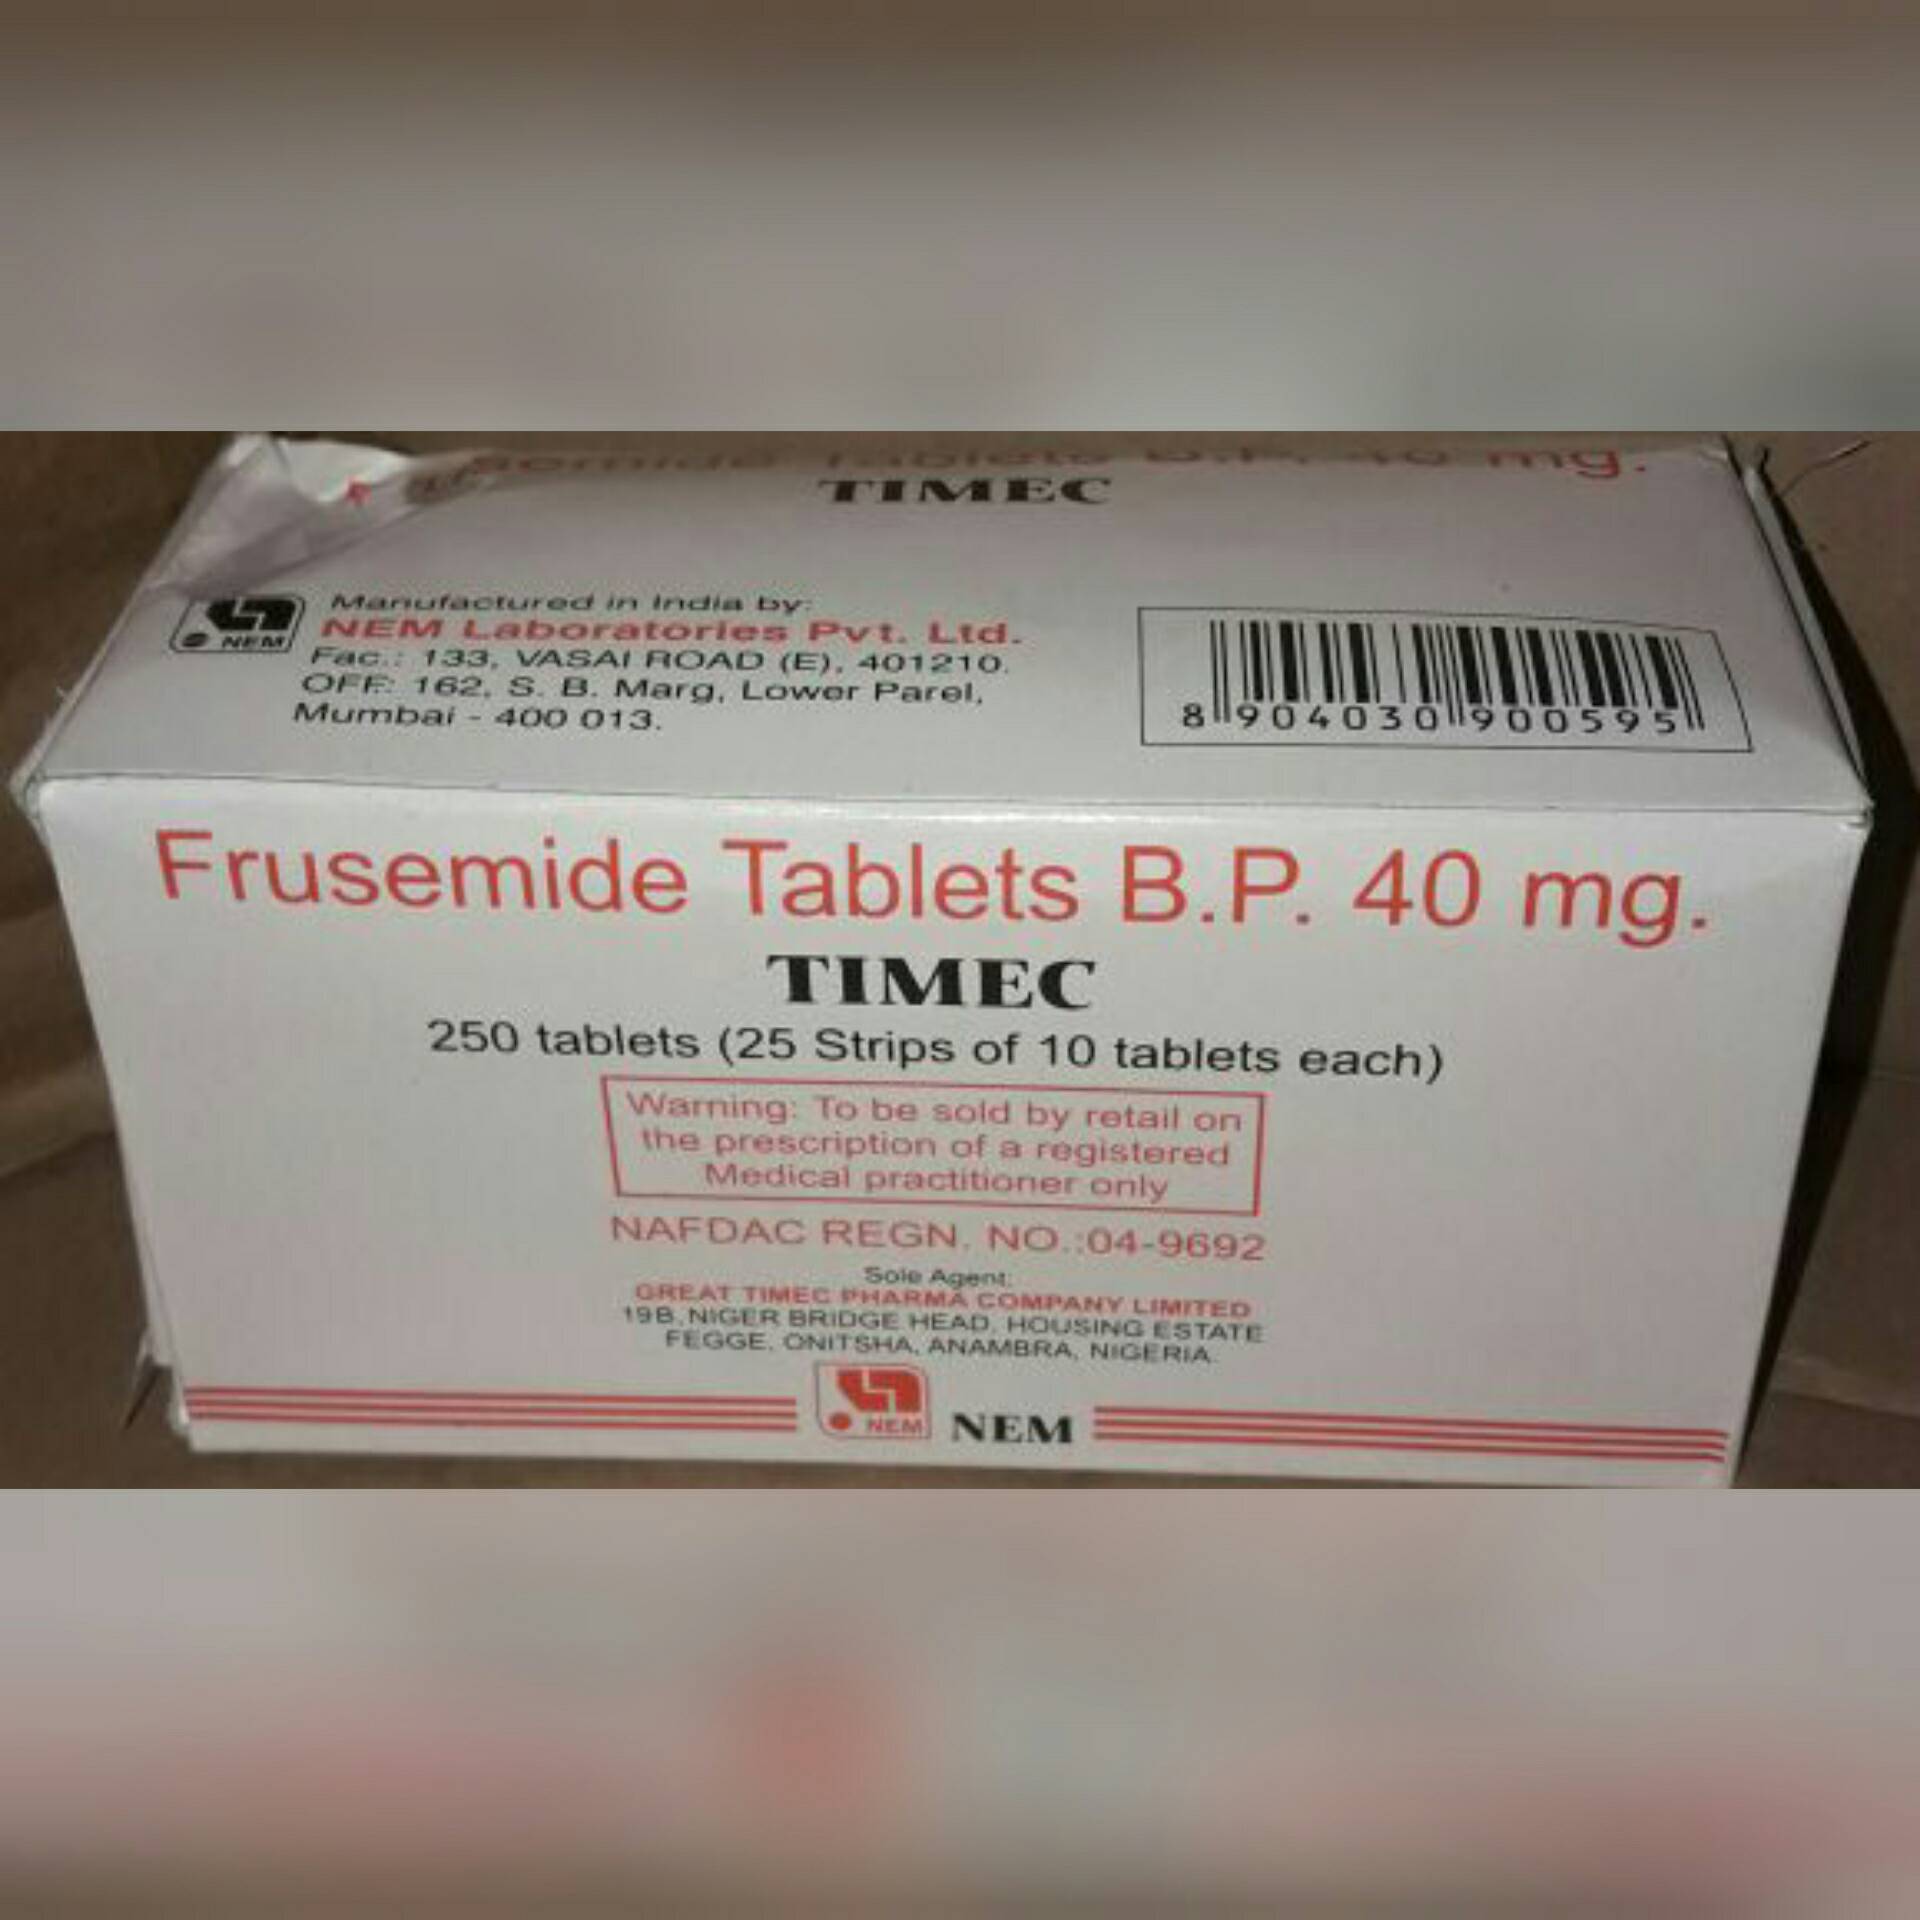 Tablets B.P. 40 mg.
TIMEC
NEM
Manufactured in India by:
NEM Laboratories Pvt. Ltd.
Fac.: 133, VASAI ROAD (E), 401210.
OFF: 162, S. B. Marg, Lower Parel,
Mumbai - 400 013.
8 904030 900595
Frusemide Tablets B.P. 40 mg.
TIMEC
250 tablets (25 Strips of 10 tablets each)
Warning: To be sold by retail on
the prescription of a registered
Medical practitioner only
NAFDAC REGN. NO.:04-9692
Sole Agent:
GREAT TIMEC PHARMA COMPANY LIMITED
19B, NIGER BRIDGE HEAD, HOUSING ESTATE
FEGGE, ONITSHA, ANAMBRA, NIGERIA.
NEM NEM